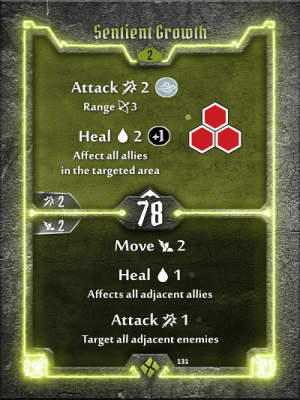 Sentient Growth
2
Attack 2
Range 3
Heal 2 +1
Affect all allies
in the targeted area
2
78
2
Move 2
Heal 1
Affects all adjacent allies
Attack 1
Target all adjacent enemies
131